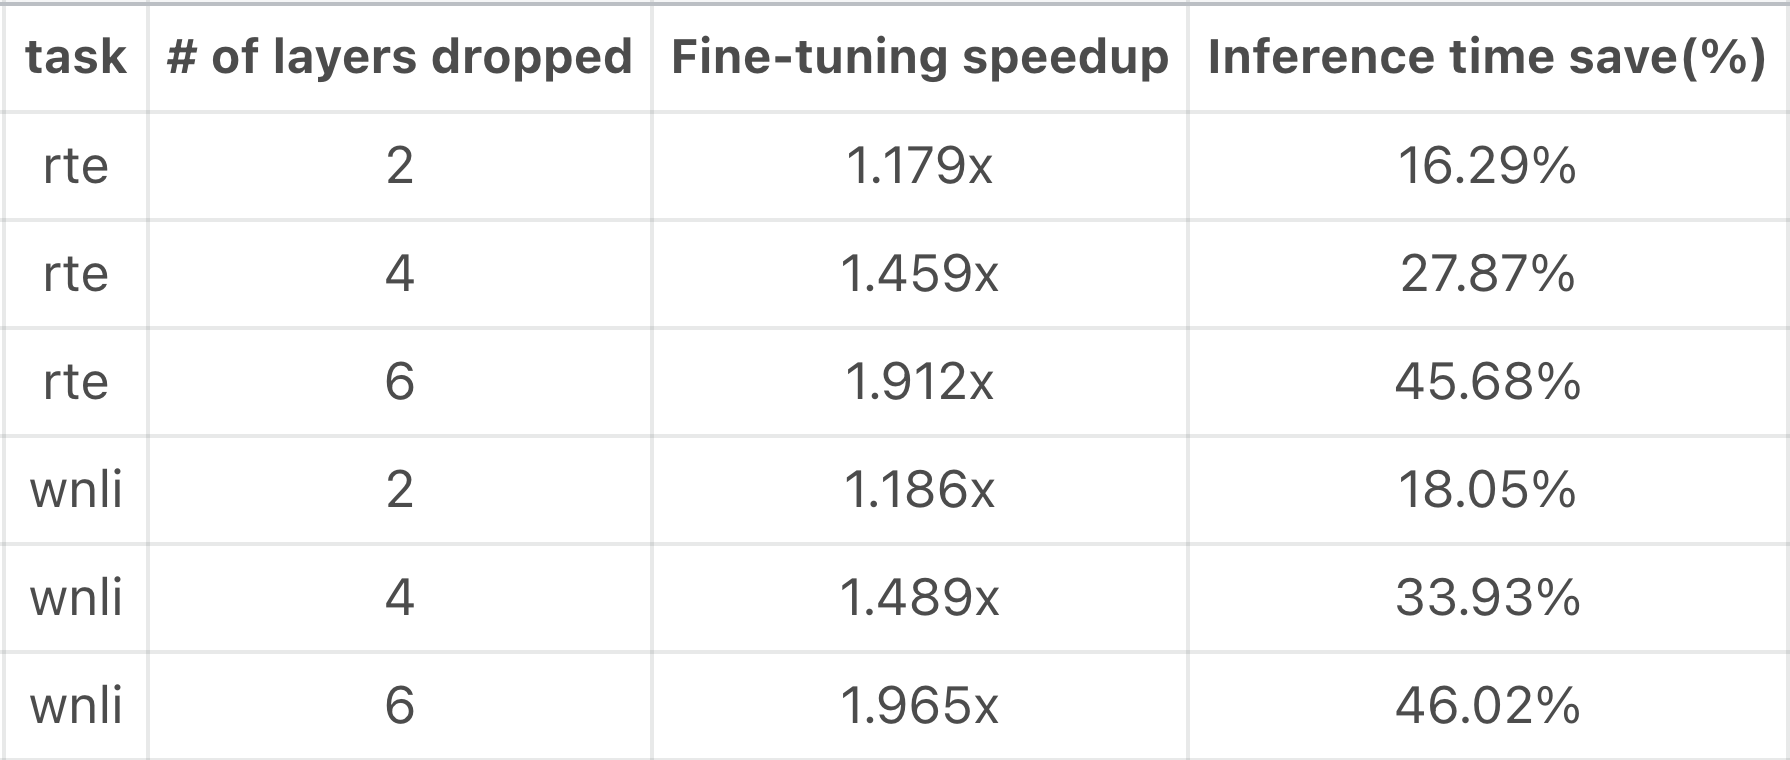 task # of layers dropped Fine-tuning speedup Inference time save(%)
rte 2 1.179x 16.29%
rte 4 1.459x 27.87%
rte 6 1.912x 45.68%
wnli 2 1.186x 18.05%
wnli 4 1.489x 33.93%
wnli 6 1.965x 46.02%